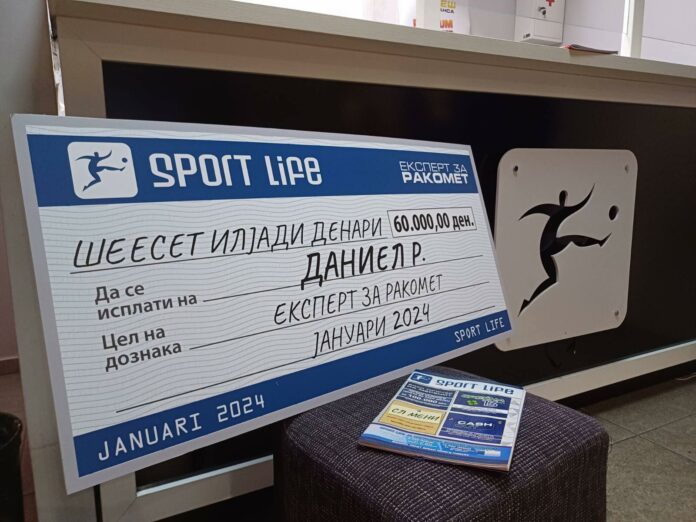 SPORT LIFE
ЕКСПЕРТ ЗА
РАКОМЕТ
ШЕЕСЕТ ИЛЈАДИ ДЕНАРИ 60.000,00 ден.
Да се
исплати на ДАНИЕЛ Р.
Цел на
дознака ЕКСПЕРТ ЗА РАКОМЕТ
ЈАНУАРИ 2024
SPORT LIFE
JANUARI 2024
SPORT LIFE
CASH